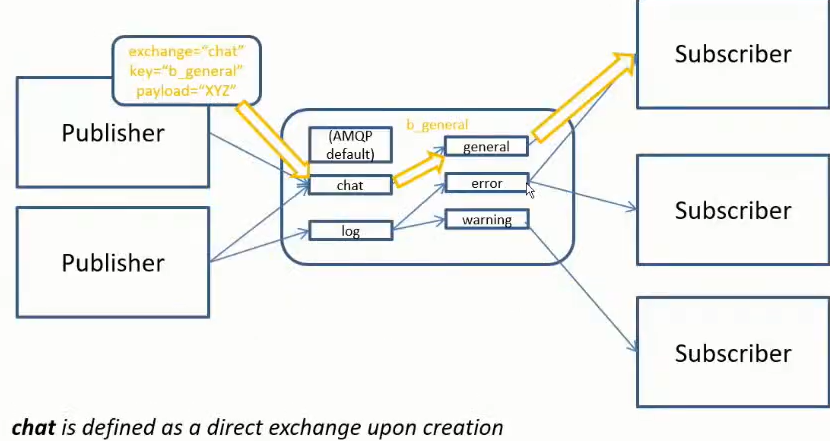 exchange="chat"
key="b_general"
payload="XYZ"
Subscriber
Publisher
b_general
(AMQP
default)
general
chat
error
Subscriber
warning
log
Publisher
Subscriber
chat is defined as a direct exchange upon creation